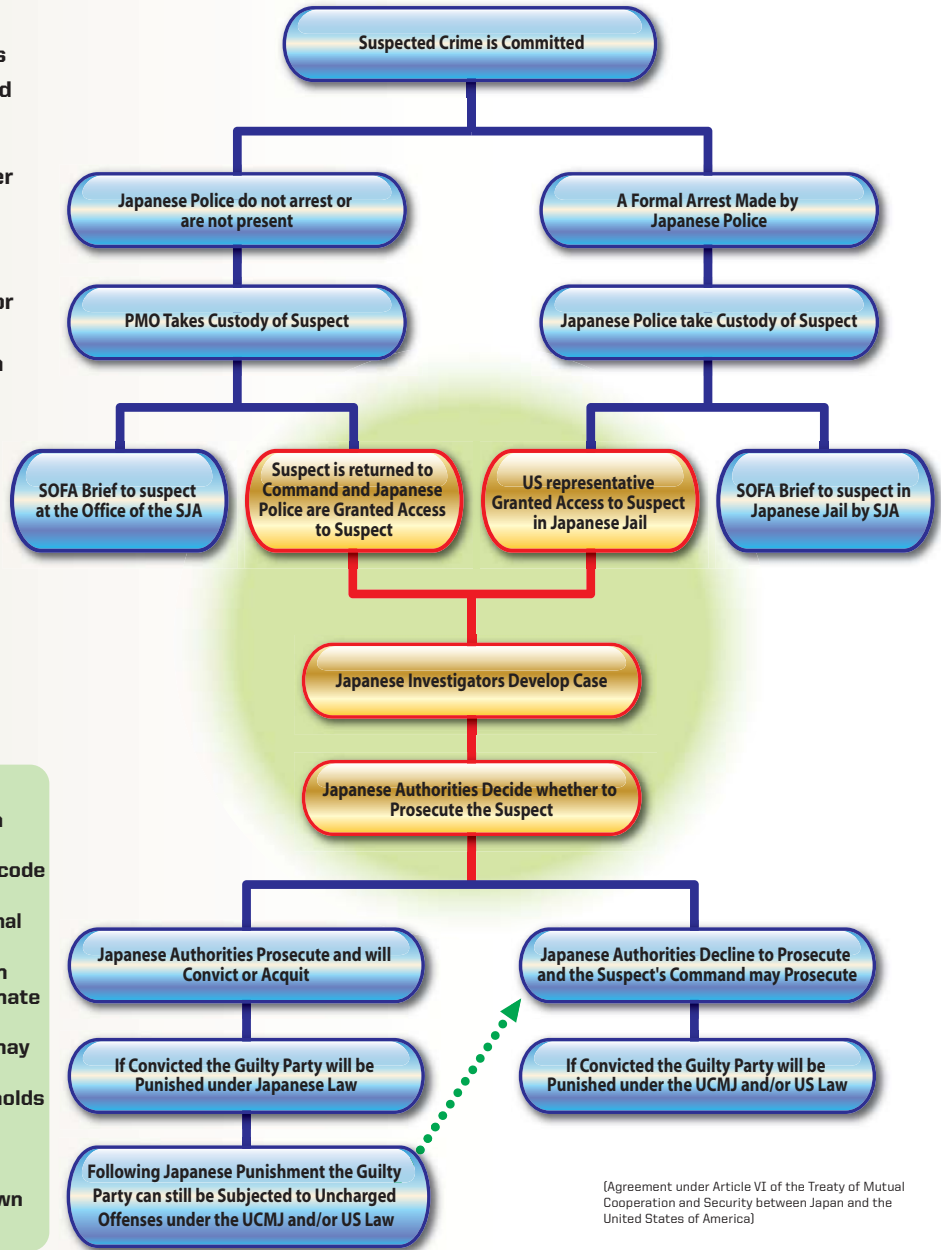 Suspected Crime is Committed
Japanese Police do not arrest or
are not present
A Formal Arrest Made by
Japanese Police
PMO Takes Custody of Suspect
Japanese Police take Custody of Suspect
SOFA Brief to suspect
at the Office of the SJA
Suspect is returned to
Command and Japanese
Police are Granted Access
to Suspect
US representative
Granted Access to Suspect
in Japanese Jail
SOFA Brief to suspect in
Japanese Jail by SJA
Japanese Investigators Develop Case
Japanese Authorities Decide whether to
Prosecute the Suspect
Japanese Authorities Prosecute and will
Convict or Acquit
Japanese Authorities Decline to Prosecute
and the Suspect's Command may Prosecute
If Convicted the Guilty Party will be
Punished under Japanese Law
If Convicted the Guilty Party will be
Punished under the UCMJ and/or US Law
Following Japanese Punishment the Guilty
Party can still be Subjected to Uncharged
Offenses under the UCMJ and/or US Law
(Agreement under Article VI of the Treaty of Mutual
Cooperation and Security between Japan and the
United States of America)
code
may